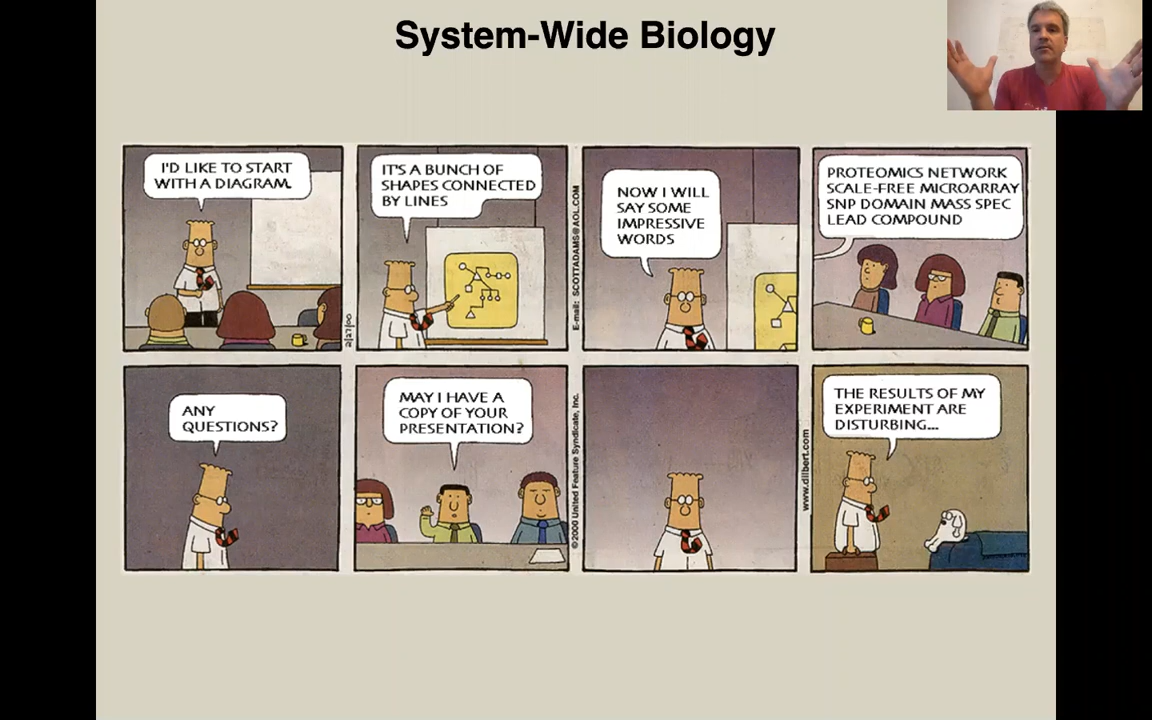 System-Wide Biology
I'D LIKE TO START
WITH A DIAGRAM.
2/27/00
IT'S A BUNCH OF
SHAPES CONNECTED
BY LINES
E-mail: SCOTTADAMS@AOL.COM
NOW I WILL
SAY SOME
IMPRESSIVE
WORDS
PROTEOMICS NETWORK
SCALE-FREE MICROARRAY
SNP DOMAIN MASS SPEC
LEAD COMPOUND
ANY
QUESTIONS?
MAY I HAVE A
COPY OF YOUR
PRESENTATION?
© 2000 United Feature Syndicate, Inc.
www.dilbert.com
THE RESULTS OF MY
EXPERIMENT ARE
DISTURBING...